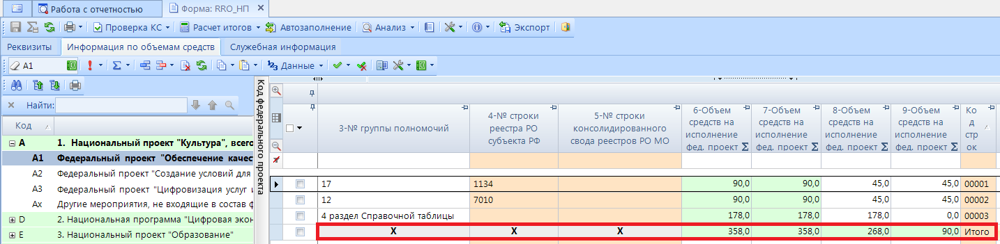 Работа с отчетностью
Форма: RRO_НП
Проверка КС
Расчет итогов
Автозаполнение
Анализ
Экспорт
Реквизиты
Информация по объемам средств
Служебная информация
A1
123 Данные
Найти:
Код
A 1. Национальный проект "Культура", всего
A1 Федеральный проект "Обеспечение качест
A2 Федеральный проект "Создание условий для
A3 Федеральный проект "Цифровизация услуг и
Ax Другие мероприятия, не входящие в состав ф
D 2. Национальная программа "Цифровая экон
E 3. Национальный проект "Образование"
Код федерального проекта
3-№ группы полномочий
4-№ строки
реестра РО
субъекта РФ
5-№ строки
консолидированного
свода реестров РО МО
6-Объем
средств на
исполнение
фед. проект Σ
7-Объем
средств на
исполнение
фед. проект Σ
8-Объем
средств на
исполнение
фед. проект Σ
9-Объем
средств на
исполнение
фед. проект Σ
Ко
д
стр
ок
17 1134 90,0 90,0 45,0 45,0 00001
12 7010 90,0 90,0 45,0 45,0 00002
4 раздел Справочной таблицы 178,0 178,0 178,0 0,0 00003
X X X 358,0 358,0 268,0 90,0 Итого